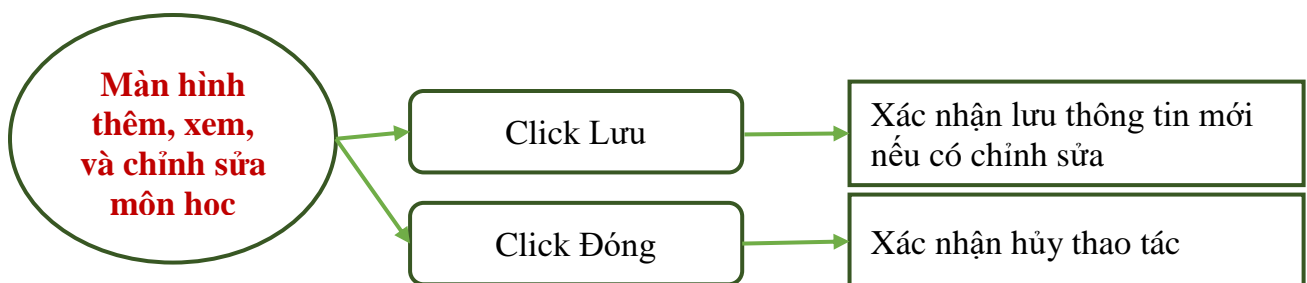 Màn hình
thêm, xem,
và chỉnh sửa
môn hoc
Click Lưu
Xác nhận lưu thông tin mới
nếu có chỉnh sửa
Click Đóng
Xác nhận hủy thao tác